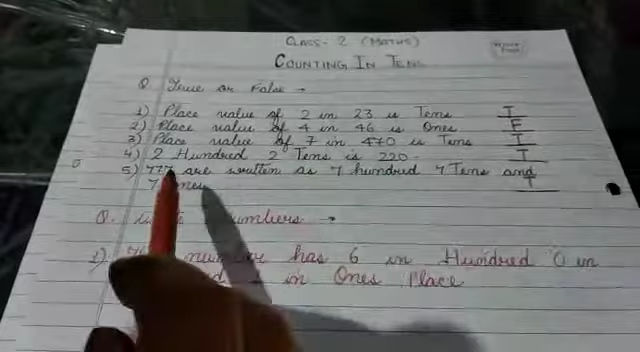 CLASS - 2 (MATHS)
COUNTING IN TENS
Q. True or False →
1) Place value of 2 in 23 is Tens T
2) Place value of 4 in 46 is Ones F
3) Place value of 7 in 470 is Tens T
4) 2 Hundred 2 Tens is 220. T
5) 777 are written as 7 hundred 7 Tens and
7 ones T
Q. numbers →
1) number has 6 in Hundred 0 in
in Ones Place